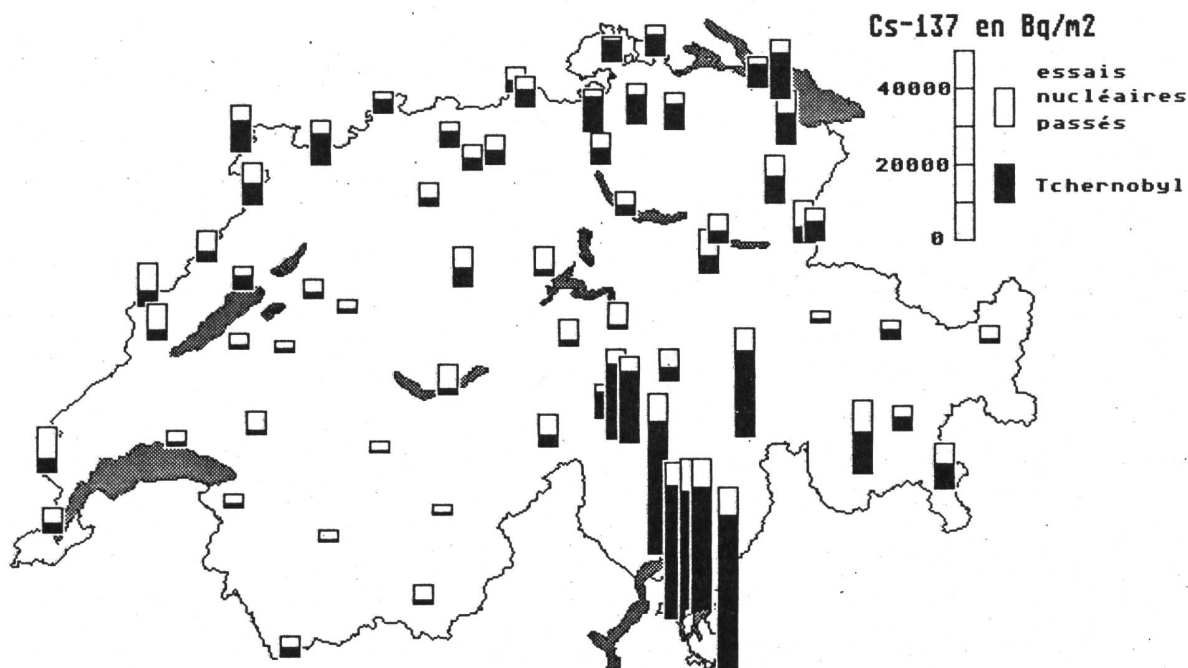 Cs-137 en Bq/m2
40000
20000
0
essais
nucléaires
passés
Tchernobyl